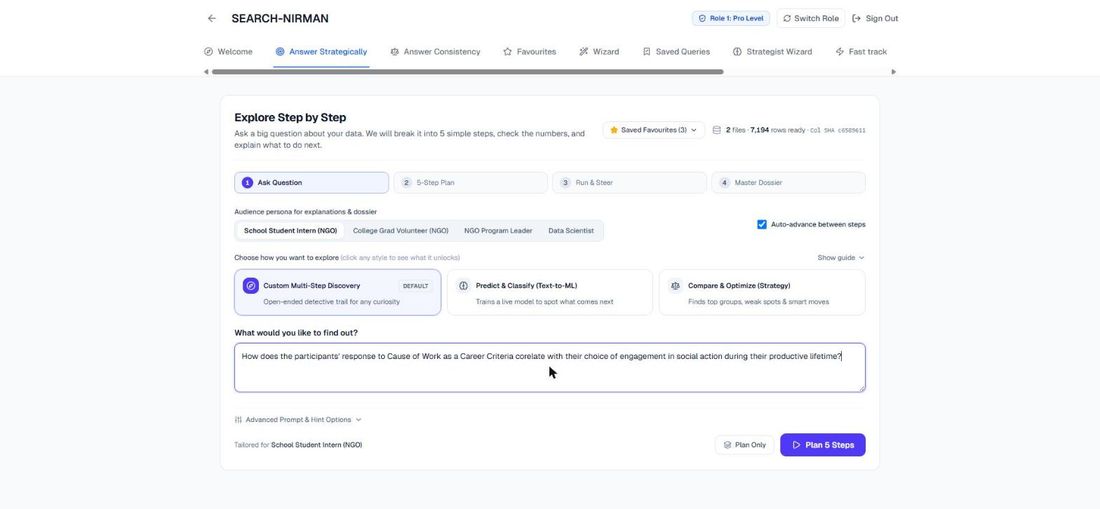 SEARCH-NIRMAN
Role 1: Pro Level
Switch Role
Sign Out
Welcome
Answer Strategically
Answer Consistency
Favourites
Wizard
Saved Queries
Strategist Wizard
Fast track
Explore Step by Step
Ask a big question about your data. We will break it into 5 simple steps, check the numbers, and
explain what to do next.
Saved Favourites (3)
2 files · 7,194 rows ready · Cpl SHA c6589611
1 Ask Question
2 5-Step Plan
3 Run & Steer
4 Master Dossier
Audience persona for explanations & dossier
School Student Intern (NGO)
College Grad Volunteer (NGO)
NGO Program Leader
Data Scientist
Auto-advance between steps
Choose how you want to explore (click any style to see what it unlocks)
Show guide
Custom Multi-Step Discovery
DEFAULT
Open-ended detective trail for any curiosity
Predict & Classify (Text-to-ML)
Trains a live model to spot what comes next
Compare & Optimize (Strategy)
Finds top groups, weak spots & smart moves
What would you like to find out?
How does the participants' response to Cause of Work as a Career Criteria corelate with their choice of engagement in social action during their productive lifetime?
Advanced Prompt & Hint Options
Tailored for School Student Intern (NGO)
Plan Only
Plan 5 Steps